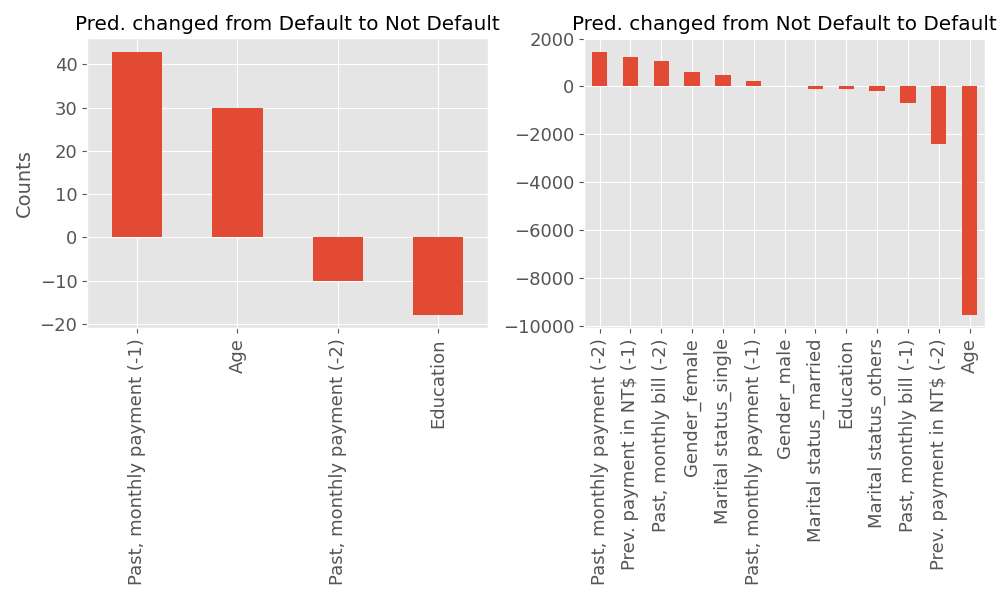 Pred. changed from Default to Not Default
Counts
40
30
20
10
0
−10
−20
Past, monthly payment (-1)
Age
Past, monthly payment (-2)
Education
Pred. changed from Not Default to Default
2000
0
−2000
−4000
−6000
−8000
−10000
Past, monthly payment (-2)
Prev. payment in NT$ (-1)
Past, monthly bill (-2)
Gender_female
Marital status_single
Past, monthly payment (-1)
Gender_male
Marital status_married
Education
Marital status_others
Past, monthly bill (-1)
Prev. payment in NT$ (-2)
Age